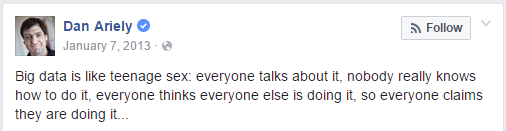 Dan Ariely
Follow
January 7, 2013 ·
Big data is like teenage sex: everyone talks about it, nobody really knows
how to do it, everyone thinks everyone else is doing it, so everyone claims
they are doing it...